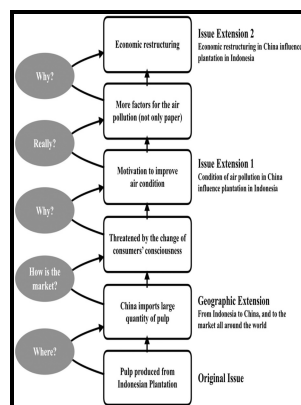 Economic restructuring
Issue Extension 2
Economic restructuring in China influence
plantation in Indonesia
Why?
More factors for the air
pollution (not only paper)
Really?
Motivation to improve
air condition
Issue Extension 1
Condition of air pollution in China
influence plantation in Indonesia
Why?
Threatened by the change of
consumers' consciousness
How is the
market?
China imports large
quantity of pulp
Geographic Extension
From Indonesia to China, and to the
market all around the world
Where?
Pulp produced from
Indonesian Plantation
Original Issue